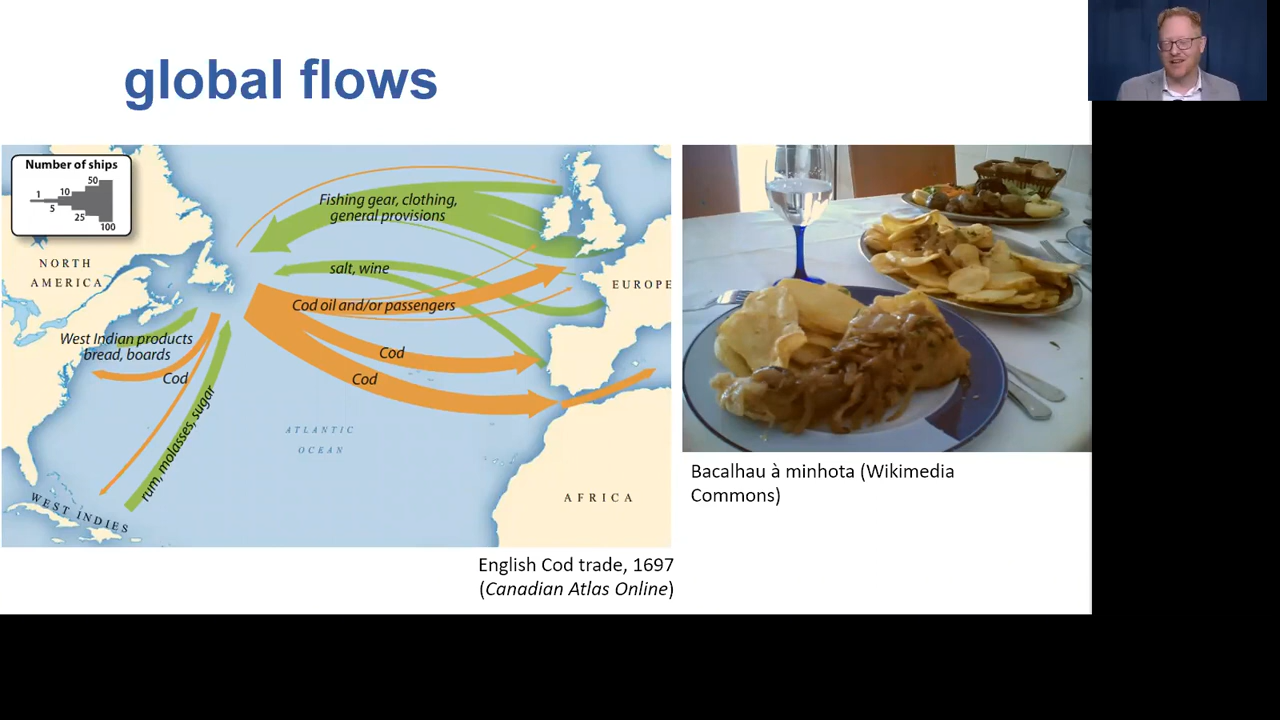 global flows
Number of ships
1
5
10
25
50
100
Fishing gear, clothing,
general provisions
salt, wine
Cod oil and/or passengers
Cod
Cod
NORTH
AMERICA
EUROPE
West Indian products
bread, boards
Cod
rum, molasses, sugar
ATLANTIC
OCEAN
WEST INDIES
AFRICA
Bacalhau à minhota (Wikimedia
Commons)
English Cod trade, 1697
(Canadian Atlas Online)